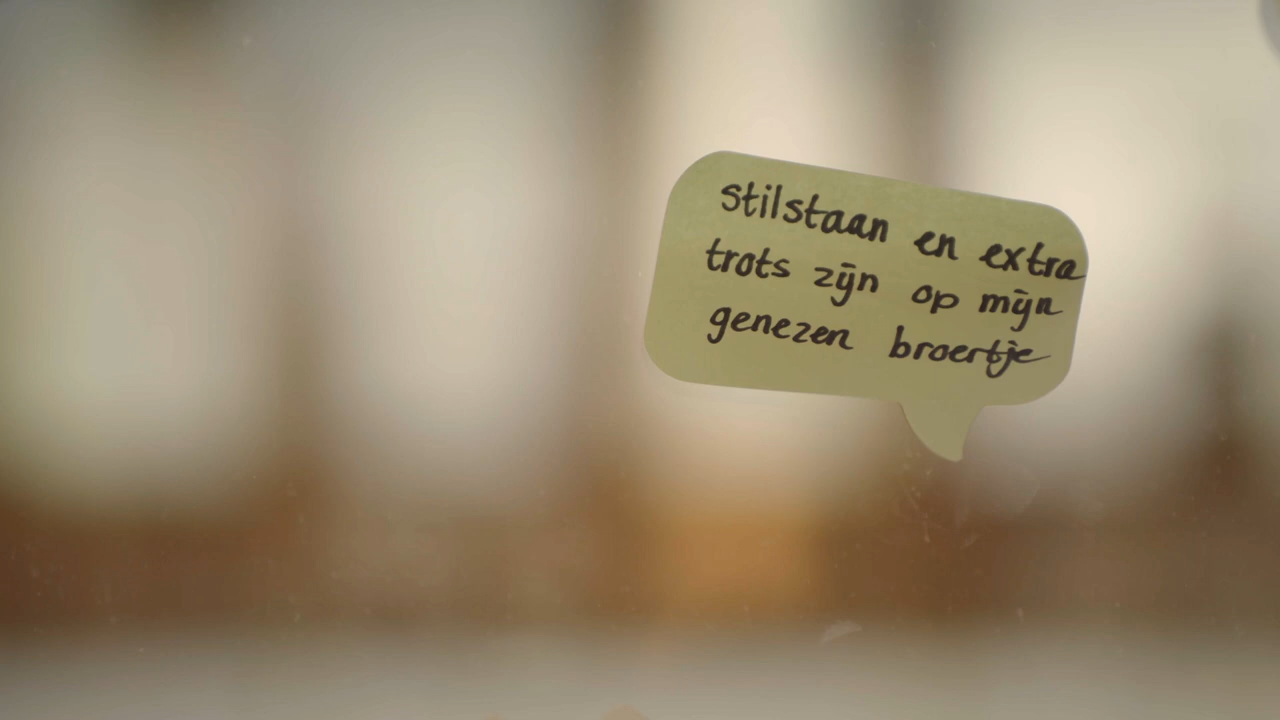 stilstaan en extra
trots zijn op mijn
genezen broertje